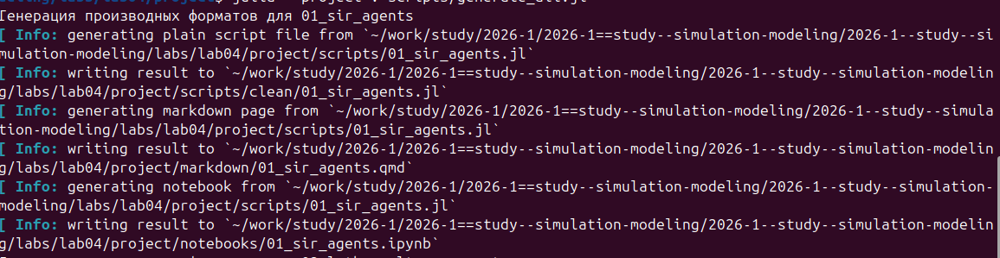 Генерация производных форматов для 01_sir_agents
[ Info: generating plain script file from `~/work/study/2026-1/2026-1==study--simulation-modeling/2026-1--study--si
mulation-modeling/labs/lab04/project/scripts/01_sir_agents.jl`
[ Info: writing result to `~/work/study/2026-1/2026-1==study--simulation-modeling/2026-1--study--simulation-modelin
g/labs/lab04/project/scripts/clean/01_sir_agents.jl`
[ Info: generating markdown page from `~/work/study/2026-1/2026-1==study--simulation-modeling/2026-1--study--simula
tion-modeling/labs/lab04/project/scripts/01_sir_agents.jl`
[ Info: writing result to `~/work/study/2026-1/2026-1==study--simulation-modeling/2026-1--study--simulation-modelin
g/labs/lab04/project/markdown/01_sir_agents.qmd`
[ Info: generating notebook from `~/work/study/2026-1/2026-1==study--simulation-modeling/2026-1--study--simulation-
modeling/labs/lab04/project/scripts/01_sir_agents.jl`
[ Info: writing result to `~/work/study/2026-1/2026-1==study--simulation-modeling/2026-1--study--simulation-modelin
g/labs/lab04/project/notebooks/01_sir_agents.ipynb`